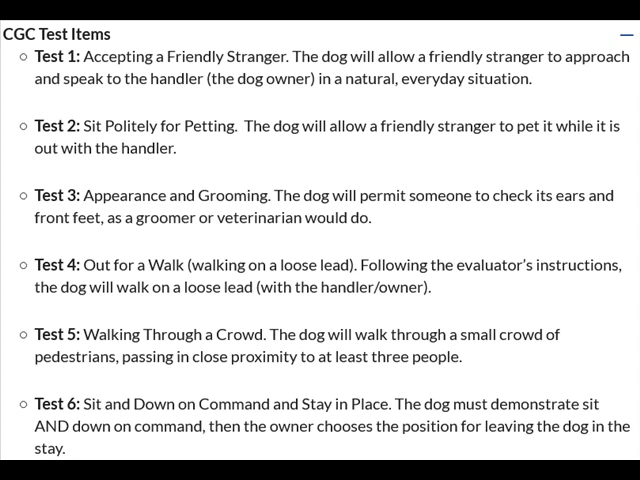 CGC Test Items
Test 1: Accepting a Friendly Stranger. The dog will allow a friendly stranger to approach
and speak to the handler (the dog owner) in a natural, everyday situation.
Test 2: Sit Politely for Petting.  The dog will allow a friendly stranger to pet it while it is
out with the handler.
Test 3: Appearance and Grooming. The dog will permit someone to check its ears and
front feet, as a groomer or veterinarian would do.
Test 4: Out for a Walk (walking on a loose lead). Following the evaluator’s instructions,
the dog will walk on a loose lead (with the handler/owner).
Test 5: Walking Through a Crowd. The dog will walk through a small crowd of
pedestrians, passing in close proximity to at least three people.
Test 6: Sit and Down on Command and Stay in Place. The dog must demonstrate sit
AND down on command, then the owner chooses the position for leaving the dog in the
stay.